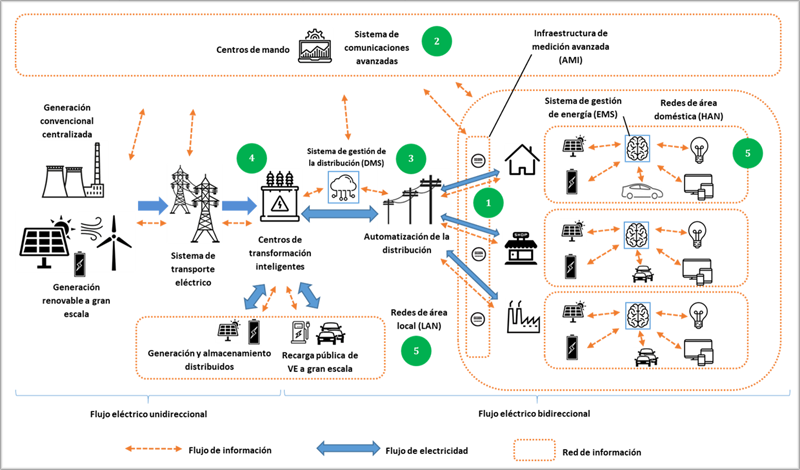 Centros de mando
Sistema de
comunicaciones
avanzadas
2
Infraestructura de
medición avanzada
(AMI)
Generación
convencional
centralizada
4
Sistema de gestión de
la distribución (DMS)
3
Sistema de gestión
de energía (EMS)
Redes de área
doméstica (HAN)
5
1
SHOP
Generación
renovable a gran
escala
Sistema de
transporte
eléctrico
Centros de
transformación
inteligentes
Automatización de la
distribución
Redes de área
local (LAN)
5
Generación y almacenamiento
distribuidos
Recarga pública de
VE a gran escala
Flujo eléctrico unidireccional
Flujo eléctrico bidireccional
Flujo de información
Flujo de electricidad
Red de información